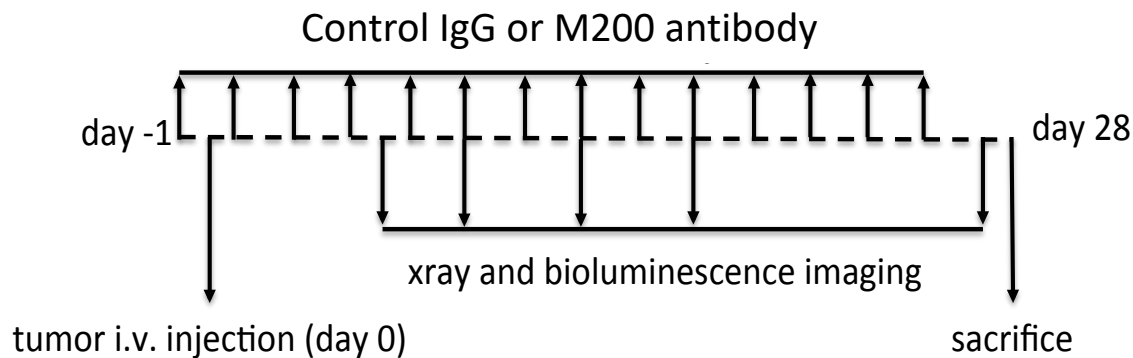 Control IgG or M200 antibody
day -1
day 28
xray and bioluminescence imaging
tumor i.v. injection (day 0)
sacrifice